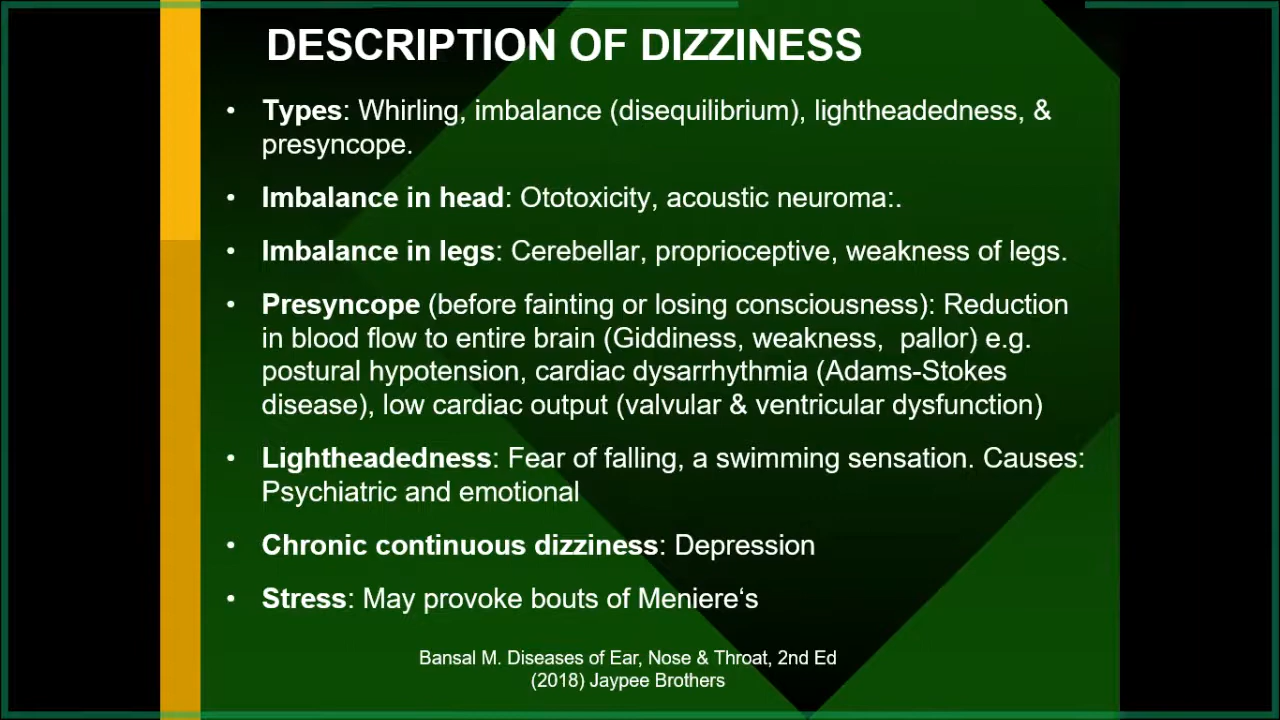 DESCRIPTION OF DIZZINESS
• Types: Whirling, imbalance (disequilibrium), lightheadedness, &
presyncope.
• Imbalance in head: Ototoxicity, acoustic neuroma:.
• Imbalance in legs: Cerebellar, proprioceptive, weakness of legs.
• Presyncope (before fainting or losing consciousness): Reduction
in blood flow to entire brain (Giddiness, weakness,  pallor) e.g.
postural hypotension, cardiac dysarrhythmia (Adams-Stokes
disease), low cardiac output (valvular & ventricular dysfunction)
• Lightheadedness: Fear of falling, a swimming sensation. Causes:
Psychiatric and emotional
• Chronic continuous dizziness: Depression
• Stress: May provoke bouts of Meniere‘s
Bansal M. Diseases of Ear, Nose & Throat, 2nd Ed
(2018) Jaypee Brothers